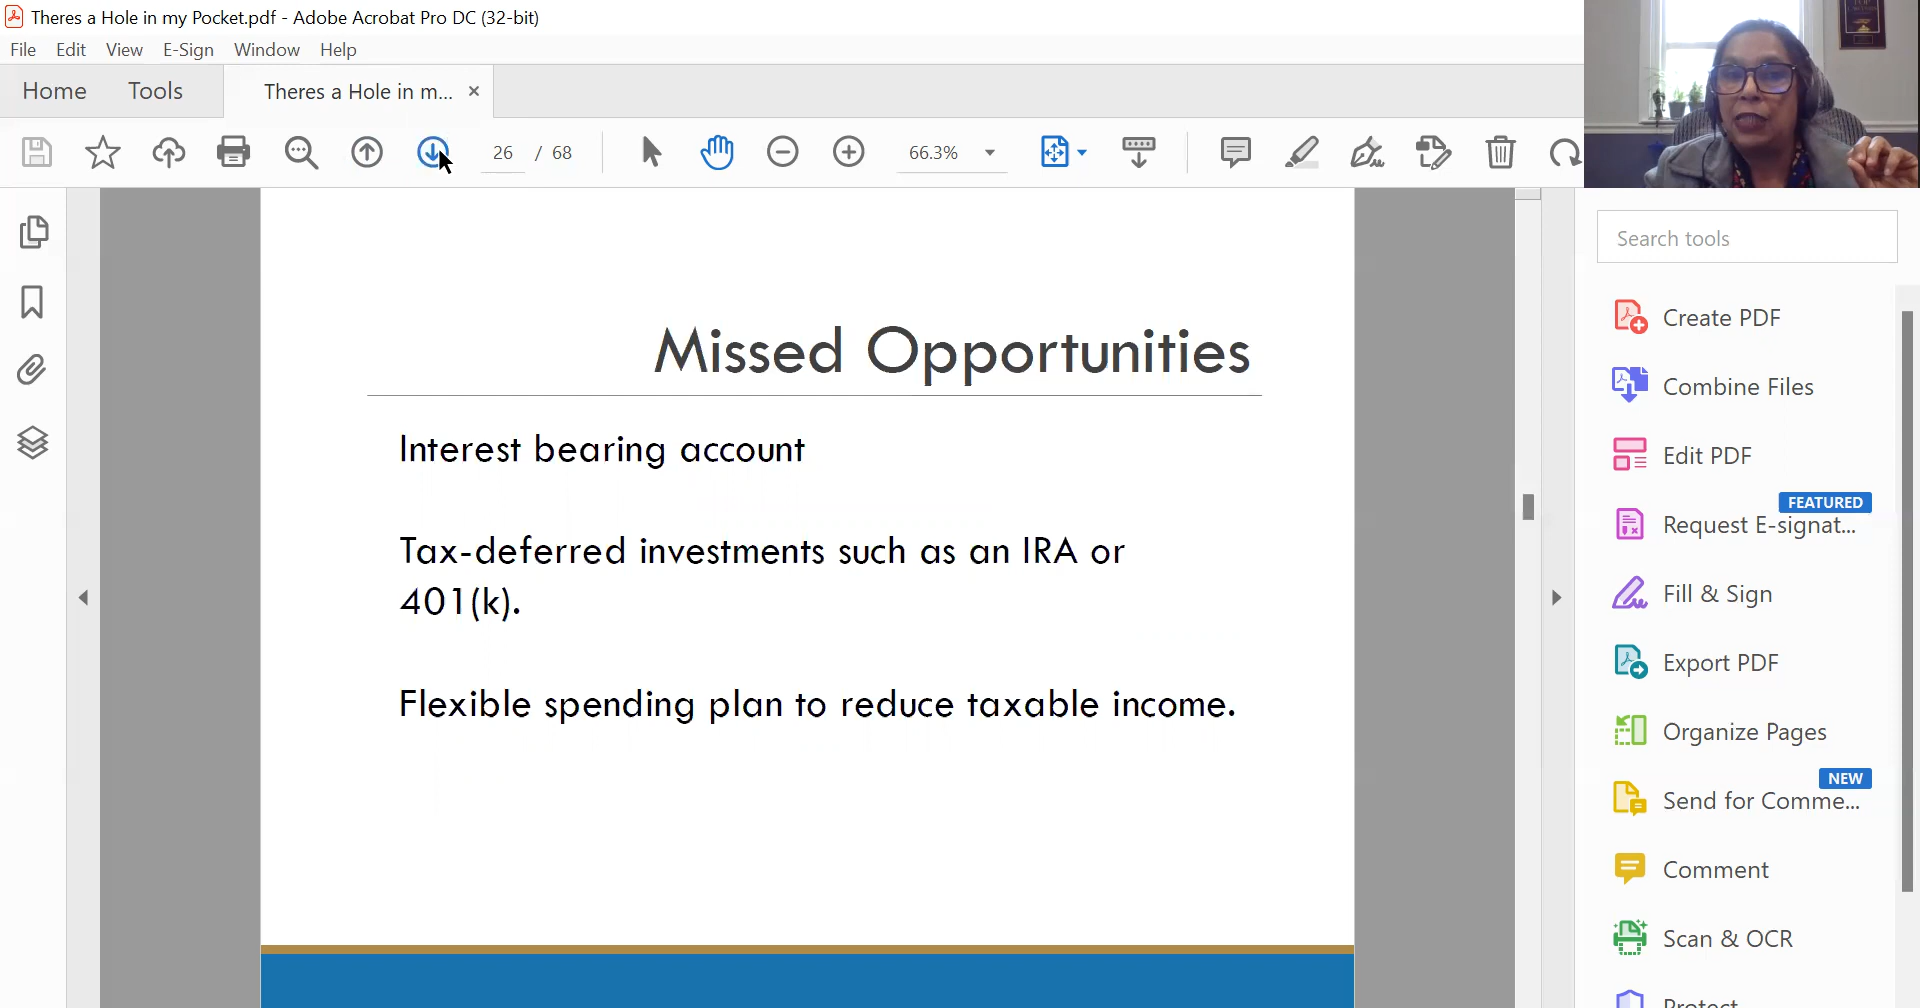 Theres a Hole in my Pocket.pdf - Adobe Acrobat Pro DC (32-bit)
File Edit View E-Sign Window Help
Home Tools Theres a Hole in m... ×
26 / 68 66.3%
Search tools
Missed Opportunities
Interest bearing account
Tax-deferred investments such as an IRA or
401(k).
Flexible spending plan to reduce taxable income.
Create PDF
Combine Files
Edit PDF
FEATURED
Request E-signat...
Fill & Sign
Export PDF
Organize Pages
NEW
Send for Comme...
Comment
Scan & OCR
Protect